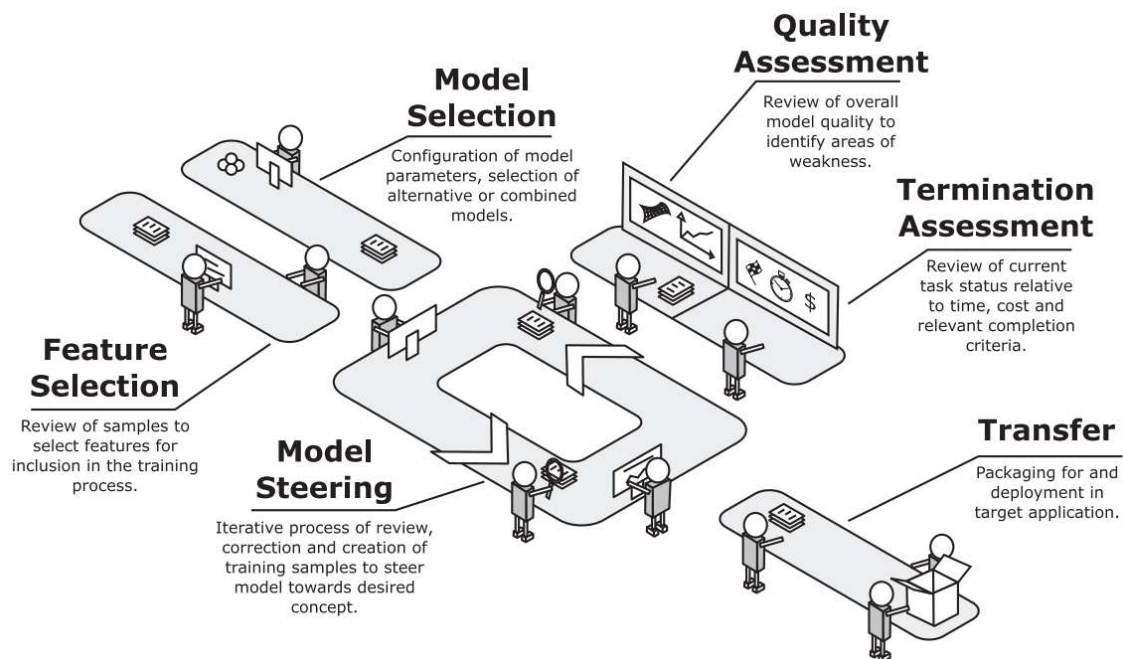 Quality
Assessment
Review of overall
model quality to
identify areas of
weakness.
Model
Selection
Configuration of model
parameters, selection of
alternative or combined
models.
Termination
Assessment
Review of current
task status relative
to time, cost and
relevant completion
criteria.
Feature
Selection
Review of samples to
select features for
inclusion in the training
process.
Model
Steering
Iterative process of review,
correction and creation of
training samples to steer
model towards desired
concept.
Transfer
Packaging for and
deployment in
target application.
$